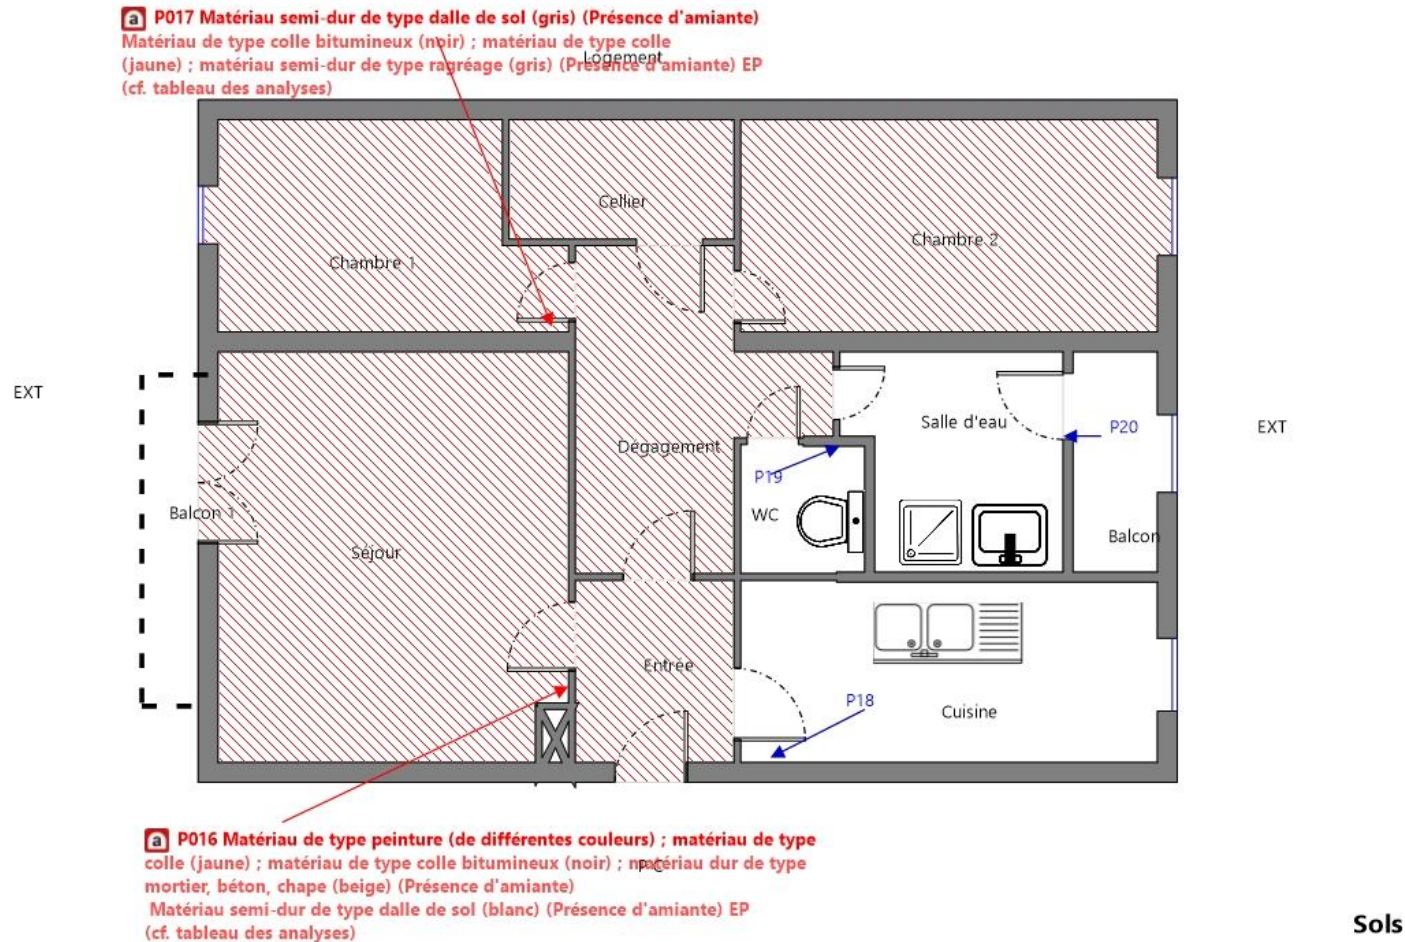 a P017 Matériau semi-dur de type dalle de sol (gris) (Présence d'amiante)
Matériau de type colle bitumineux (noir) ; matériau de type colle
(jaune) ; matériau semi-dur de type ragréage (gris) (Présence d'amiante) EP
(cf. tableau des analyses)
Logement
Cellier
Chambre 2
Chambre 1
EXT
Salle d'eau
P20
EXT
Dégagement
P19
Balcon 1
WC
Balcon
Séjour
Entrée
P18
Cuisine
a P016 Matériau de type peinture (de différentes couleurs) ; matériau de type
colle (jaune) ; matériau de type colle bitumineux (noir) ; matériau dur de type
mortier, béton, chape (beige) (Présence d'amiante)
Matériau semi-dur de type dalle de sol (blanc) (Présence d'amiante) EP
(cf. tableau des analyses)
Sols